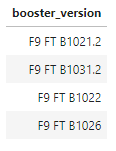 booster_version
F9 FT B1021.2
F9 FT B1031.2
F9 FT B1022
F9 FT B1026